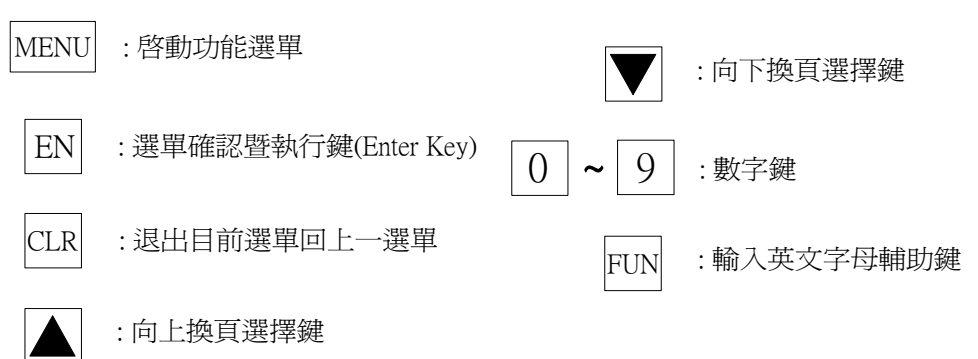 MENU : 啓動功能選單
EN : 選單確認暨執行鍵(Enter Key)
CLR : 退出目前選單回上一選單
▲ : 向上換頁選擇鍵
▼ : 向下換頁選擇鍵
0 ~ 9 : 數字鍵
FUN : 輸入英文字母輔助鍵